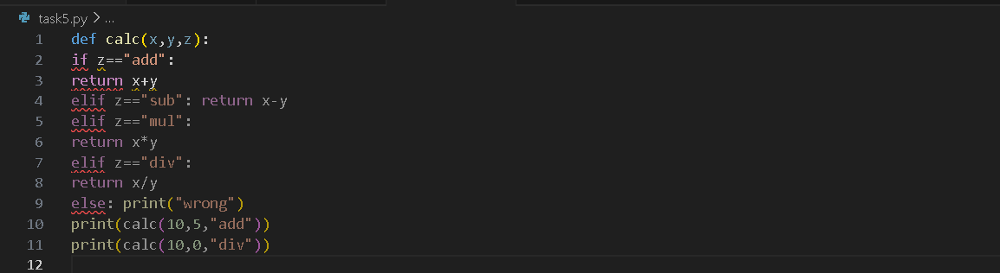 task5.py > ...
1 def calc(x,y,z):
2 if z=="add":
3 return x+y
4 elif z=="sub": return x-y
5 elif z=="mul":
6 return x*y
7 elif z=="div":
8 return x/y
9 else: print("wrong")
10 print(calc(10,5,"add"))
11 print(calc(10,0,"div"))
12